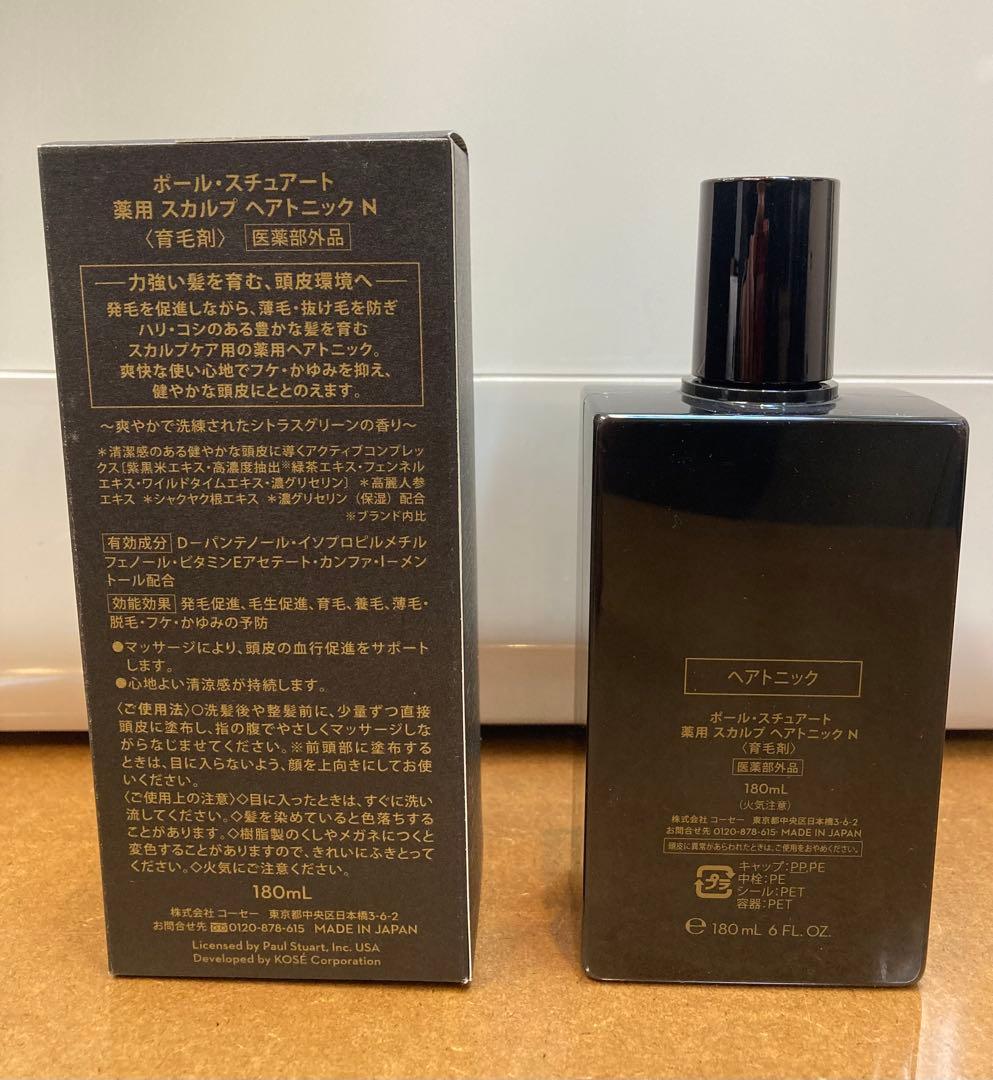 ポール・スチュアート
薬用 スカルプ ヘアトニック N
〈育毛剤〉 医薬部外品
力強い髪を育む、頭皮環境へ
発毛を促進しながら、薄毛・抜け毛を防ぎ
ハリ・コシのある豊かな髪を育む
スカルプケア用の薬用ヘアトニック。
爽快な使い心地でフケ・かゆみを抑え、
健やかな頭皮にととのえます。
～爽やかで洗練されたシトラスグリーンの香り～
＊清潔感のある健やかな頭皮に導くアクティブコンプレッ
クス[紫黒米エキス・高濃度抽出※緑茶エキス・フェンネル
エキス・ワイルドタイムエキス・濃グリセリン] ＊高麗人参
エキス ＊シャクヤク根エキス ＊濃グリセリン（保湿）配合
※ブランド内比
有効成分 D－パンテノール・イソプロピルメチル
フェノール・ビタミンEアセテート・カンファ・l－メン
トール配合
効能効果 発毛促進、毛生促進、育毛、養毛、薄毛・
脱毛・フケ・かゆみの予防
●マッサージにより、頭皮の血行促進をサポート
します。
●心地よい清涼感が持続します。
〈ご使用法〉○洗髪後や整髪前に、少量ずつ直接
頭皮に塗布し、指の腹でやさしくマッサージしな
がらなじませてください。※前頭部に塗布する
ときは、目に入らないよう、顔を上向きにしてお使
いください。
〈ご使用上の注意〉◇目に入ったときは、すぐに洗い
流してください。◇髪を染めていると色落ちする
ことがあります。◇樹脂製のくしやメガネにつくと
変色することがありますので、きれいにふきとって
ください。◇火気にご注意ください。
180mL
株式会社 コーセー 東京都中央区日本橋3-6-2
お問合せ先 0120-878-615 MADE IN JAPAN
Licensed by Paul Stuart, Inc. USA
Developed by KOSÉ Corporation
ヘアトニック
ポール・スチュアート
薬用 スカルプ ヘアトニック N
〈育毛剤〉
医薬部外品
180mL
（火気注意）
株式会社 コーセー 東京都中央区日本橋3-6-2
お問合せ先 0120-878-615・MADE IN JAPAN
頭皮に異常があらわれたときは、ご使用をおやめください。
プラ
キャップ：PP,PE
中栓：PE
シール：PET
容器：PET
℮ 180 mL 6 FL. OZ.